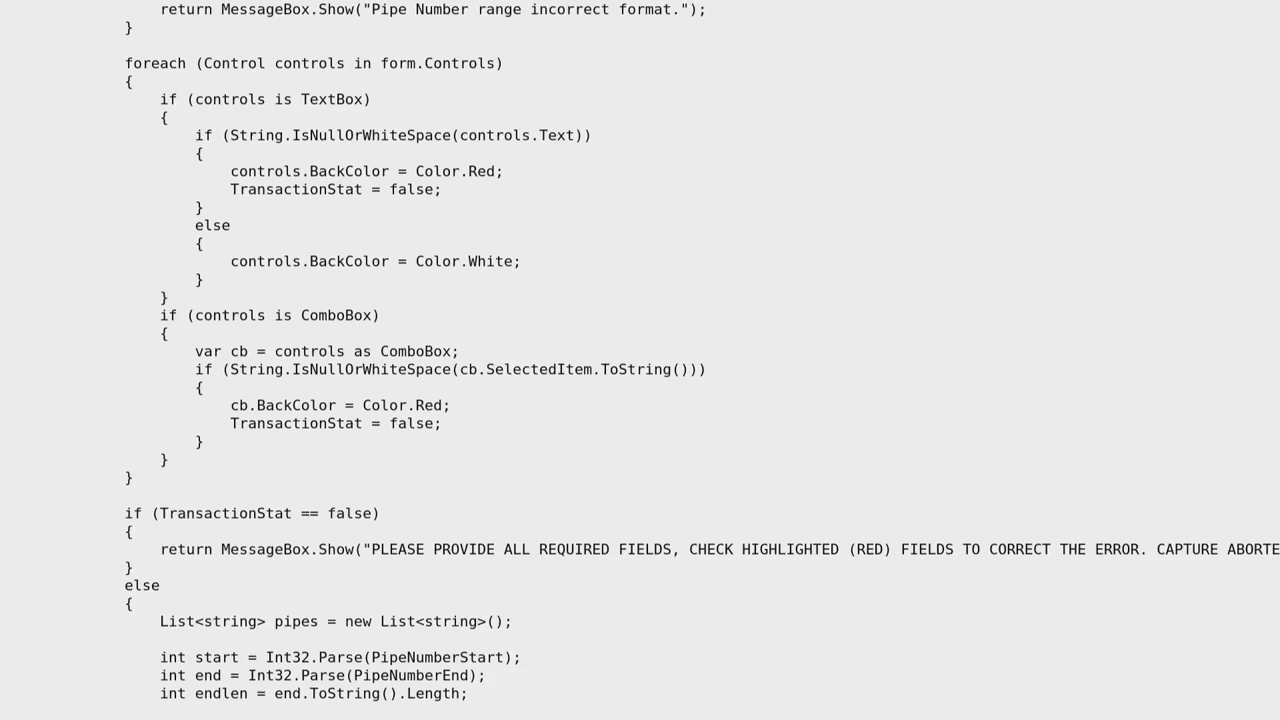 return MessageBox.Show("Pipe Number range incorrect format.");
}
foreach (Control controls in form.Controls)
{
if (controls is TextBox)
{
if (String.IsNullOrWhiteSpace(controls.Text))
{
controls.BackColor = Color.Red;
TransactionStat = false;
}
else
{
controls.BackColor = Color.White;
}
}
if (controls is ComboBox)
{
var cb = controls as ComboBox;
if (String.IsNullOrWhiteSpace(cb.SelectedItem.ToString()))
{
cb.BackColor = Color.Red;
TransactionStat = false;
}
}
}
if (TransactionStat == false)
{
return MessageBox.Show("PLEASE PROVIDE ALL REQUIRED FIELDS, CHECK HIGHLIGHTED (RED) FIELDS TO CORRECT THE ERROR. CAPTURE ABORTE
}
else
{
List<string> pipes = new List<string>();
int start = Int32.Parse(PipeNumberStart);
int end = Int32.Parse(PipeNumberEnd);
int endlen = end.ToString().Length;